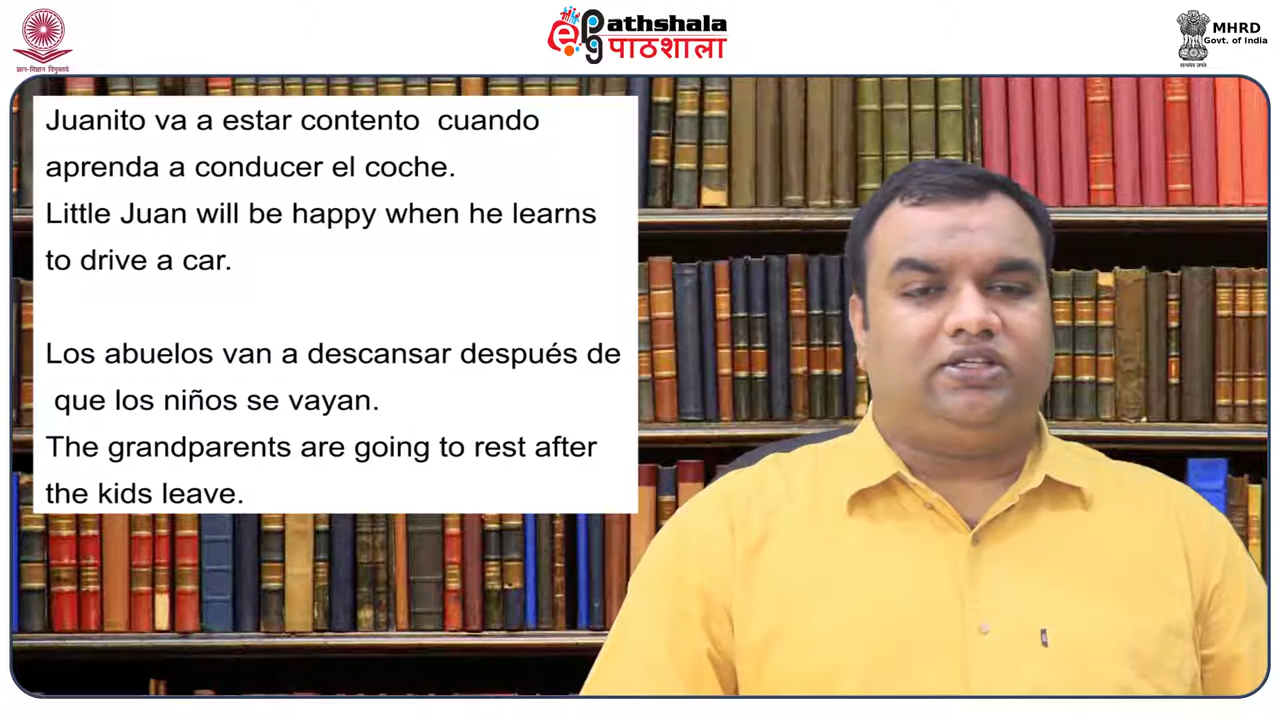 ePathshala
पाठशाला
MHRD
Govt. of India
Juanito va a estar contento cuando
aprenda a conducer el coche.
Little Juan will be happy when he learns
to drive a car.
Los abuelos van a descansar después de
que los niños se vayan.
The grandparents are going to rest after
the kids leave.